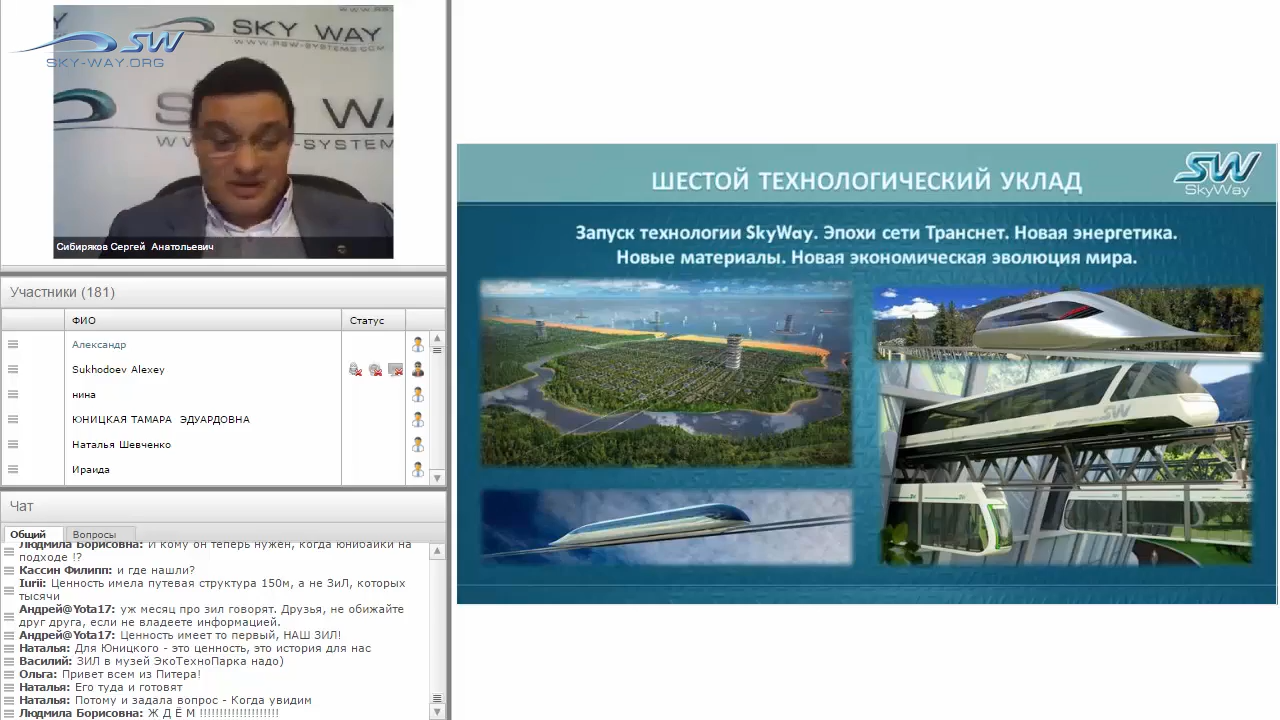 SKY WAY
WWW.RSW-SYSTEMS.COM
SW
SKY-WAY.ORG
SKY WA
-SYSTEM
Сибиряков Сергей Анатольевич
Участники (181)
ФИО Статус
Александр
Sukhodoev Alexey
нина
ЮНИЦКАЯ ТАМАРА ЭДУАРДОВНА
Наталья Шевченко
Ираида
Чат
Общий Вопросы
Людмила Борисовна: И кому он теперь нужен, когда юнибайки на
подходе !?
Кассин Филипп: и где нашли?
Iurii: Ценность имела путевая структура 150м, а не ЗиЛ, которых
тысячи
Андрей@Yota17: уж месяц про зил говорят. Друзья, не обижайте
друг друга, если не владеете информацией.
Андрей@Yota17: Ценность имеет то первый, НАШ ЗИЛ!
Наталья: Для Юницкого - это ценность, это история для нас
Василий: ЗИЛ в музей ЭкоТехноПарка надо)
Ольга: Привет всем из Питера!
Наталья: Его туда и готовят
Наталья: Потому и задала вопрос - Когда увидим
Людмила Борисовна: Ж Д Ё М !!!!!!!!!!!!!!!!!!!!
ШЕСТОЙ ТЕХНОЛОГИЧЕСКИЙ УКЛАД
SW
SkyWay
Запуск технологии SkyWay. Эпохи сети Транснет. Новая энергетика.
Новые материалы. Новая экономическая эволюция мира.
SW